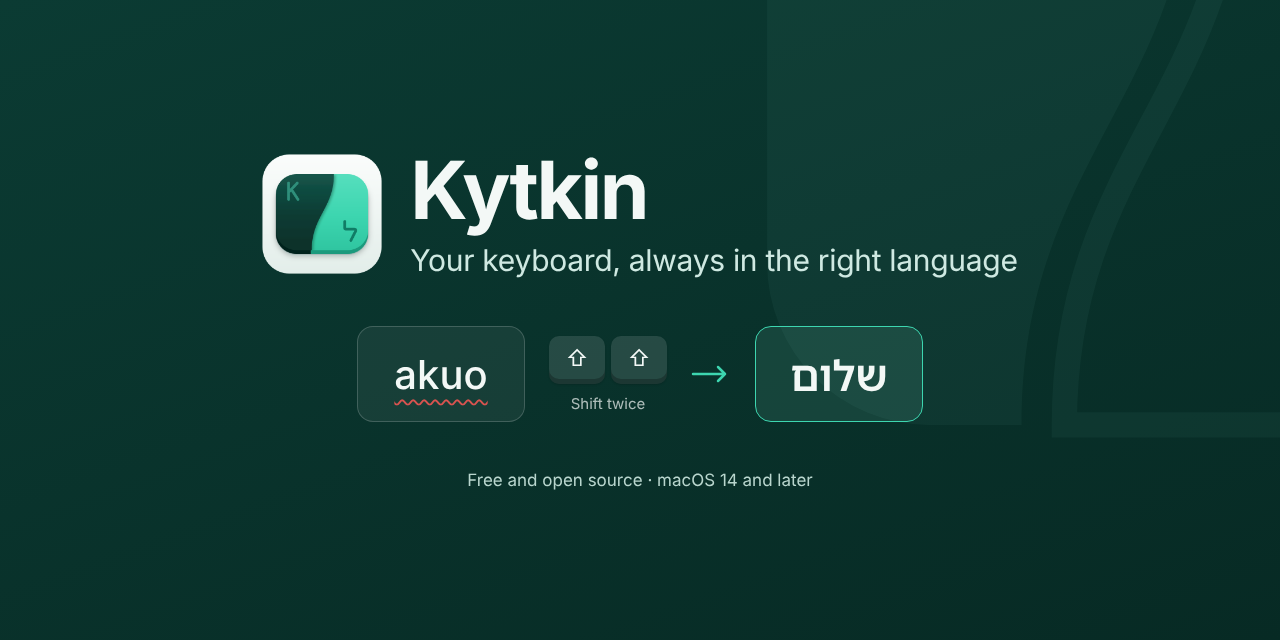 K
ל
Kytkin
Your keyboard, always in the right language
akuo
Shift twice
שלום
Free and open source · macOS 14 and later